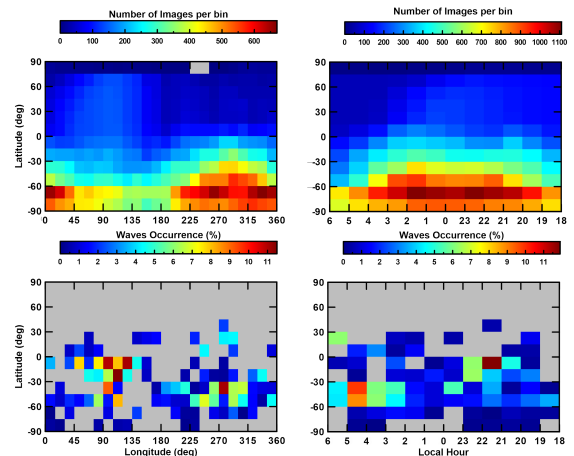 Number of Images per bin
0 100 200 300 400 500 600
Number of Images per bin
0 100 200 300 400 500 600 700 800 900 1000 1100
Latitude (deg)
90
60
30
0
-30
-60
-90
0 45 90 135 180 225 270 315 360
90
60
30
0
-30
-60
-90
6 5 4 3 2 1 0 23 22 21 20 19 18
Waves Occurrence (%)
0 1 2 3 4 5 6 7 8 9 10 11
Waves Occurrence (%)
0 1 2 3 4 5 6 7 8 9 10 11
Latitude (deg)
90
60
30
0
-30
-60
-90
0 45 90 135 180 225 270 315 360
Longitude (deg)
90
60
30
0
-30
-60
-90
6 5 4 3 2 1 0 23 22 21 20 19 18
Local Hour